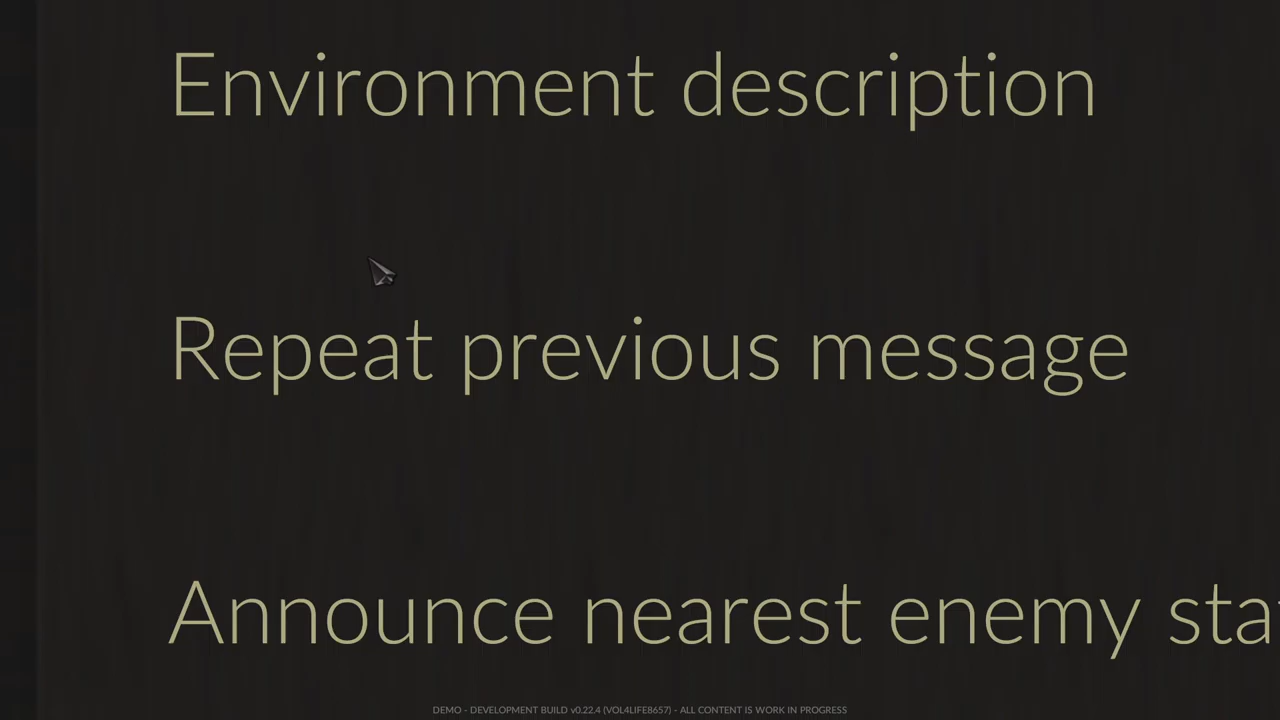 Environment description
Repeat previous message
Announce nearest enemy
DEMO - DEVELOPMENT BUILD v0.22.4 (VOL4LIFE8657) - ALL CONTENT IS WORK IN PROGRESS